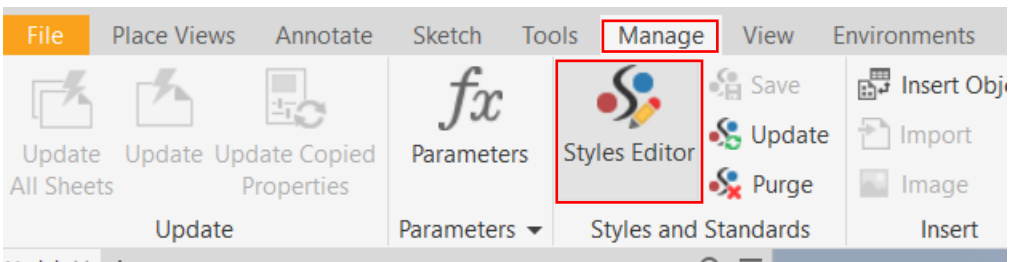 File Place Views Annotate Sketch Tools Manage View Environments
Update All Sheets
Update
Update Copied Properties
Parameters
Styles Editor
Save
Update
Purge
Insert Obj
Import
Image
Update Parameters Styles and Standards Insert